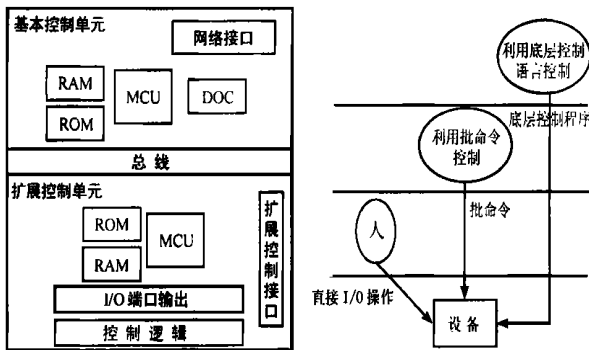 基本控制单元
网络接口
RAM
MCU
DOC
ROM
总线
扩展控制单元
ROM
MCU
RAM
扩展控制接口
I/O 端口输出
控制逻辑
利用底层控制
语言控制
底层控制程序
利用批命令
控制
批命令
人
直接 I/O 操作
设备